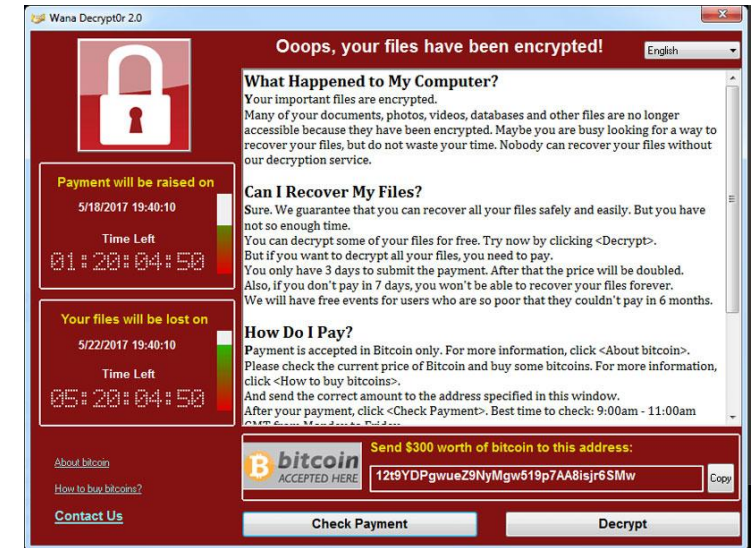 Wana Decrypt0r 2.0
Ooops, your files have been encrypted!
English
What Happened to My Computer?
Your important files are encrypted.
Many of your documents, photos, videos, databases and other files are no longer
accessible because they have been encrypted. Maybe you are busy looking for a way to
recover your files, but do not waste your time. Nobody can recover your files without
our decryption service.
Can I Recover My Files?
Sure. We guarantee that you can recover all your files safely and easily. But you have
not so enough time.
You can decrypt some of your files for free. Try now by clicking <Decrypt>.
But if you want to decrypt all your files, you need to pay.
You only have 3 days to submit the payment. After that the price will be doubled.
Also, if you don't pay in 7 days, you won't be able to recover your files forever.
We will have free events for users who are so poor that they couldn't pay in 6 months.
How Do I Pay?
Payment is accepted in Bitcoin only. For more information, click <About bitcoin>.
Please check the current price of Bitcoin and buy some bitcoins. For more information,
click <How to buy bitcoins>.
And send the correct amount to the address specified in this window.
After your payment, click <Check Payment>. Best time to check: 9:00am - 11:00am
GMT from Monday to Friday.
Payment will be raised on
5/18/2017 19:40:10
Time Left
01:20:04:50
Your files will be lost on
5/22/2017 19:40:10
Time Left
05:20:04:50
About bitcoin
How to buy bitcoins?
Contact Us
bitcoin
ACCEPTED HERE
Send $300 worth of bitcoin to this address:
12t9YDPgwueZ9NyMgw519p7AA8isjr6SMw
Copy
Check Payment
Decrypt